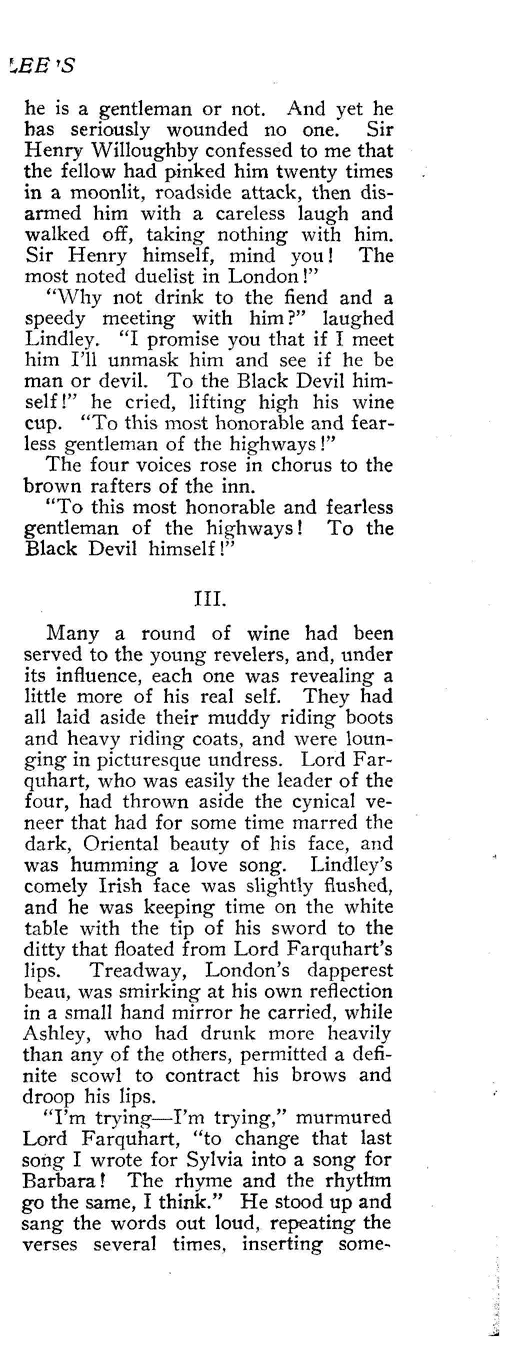 LEE'S
he is a gentleman or not. And yet he
has seriously wounded no one. Sir
Henry Willoughby confessed to me that
the fellow had pinked him twenty times
in a moonlit, roadside attack, then dis-
armed him with a careless laugh and
walked off, taking nothing with him.
Sir Henry himself, mind you! The
most noted duelist in London!"
"Why not drink to the fiend and a
speedy meeting with him?" laughed
Lindley. "I promise you that if I meet
him I'll unmask him and see if he be
man or devil. To the Black Devil him-
self!" he cried, lifting high his wine
cup. "To this most honorable and fear-
less gentleman of the highways!"
The four voices rose in chorus to the
brown rafters of the inn.
"To this most honorable and fearless
gentleman of the highways! To the
Black Devil himself!"
III.
Many a round of wine had been
served to the young revelers, and, under
its influence, each one was revealing a
little more of his real self. They had
all laid aside their muddy riding boots
and heavy riding coats, and were loun-
ging in picturesque undress. Lord Far-
quhart, who was easily the leader of the
four, had thrown aside the cynical ve-
neer that had for some time marred the
dark, Oriental beauty of his face, and
was humming a love song. Lindley's
comely Irish face was slightly flushed,
and he was keeping time on the white
table with the tip of his sword to the
ditty that floated from Lord Farquhart's
lips. Treadway, London's dapperest
beau, was smirking at his own reflection
in a small hand mirror he carried, while
Ashley, who had drunk more heavily
than any of the others, permitted a defi-
nite scowl to contract his brows and
droop his lips.
"I'm trying—I'm trying," murmured
Lord Farquhart, "to change that last
song I wrote for Sylvia into a song for
Barbara! The rhyme and the rhythm
go the same, I think." He stood up and
sang the words out loud, repeating the
verses several times, inserting some-